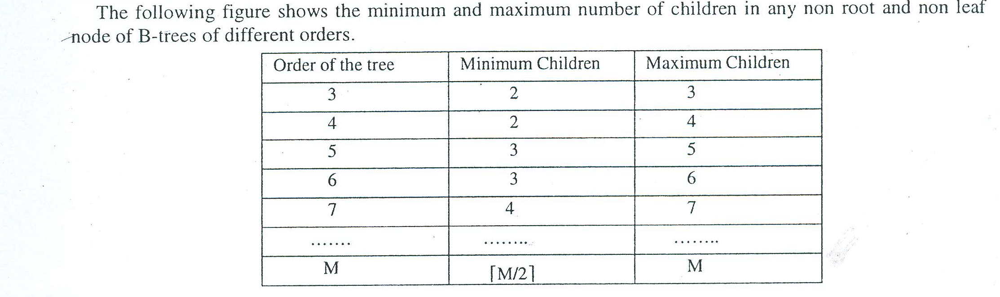 The following figure shows the minimum and maximum number of children in any non root and non leaf
node of B-trees of different orders.
Order of the tree Minimum Children Maximum Children
3 2 3
4 2 4
5 3 5
6 3 6
7 4 7
....... ......... ........
M ⌈M/2⌉ M